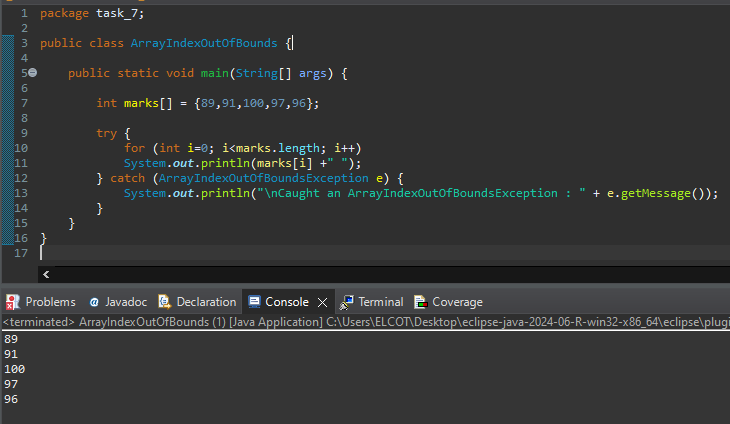 1 package task_7;
2
3 public class ArrayIndexOutOfBounds {
4
5 public static void main(String[] args) {
6
7 int marks[] = {89,91,100,97,96};
8
9 try {
10 for (int i=0; i<marks.length; i++)
11 System.out.println(marks[i] +" ");
12 } catch (ArrayIndexOutOfBoundsException e) {
13 System.out.println("\nCaught an ArrayIndexOutOfBoundsException : " + e.getMessage());
14 }
15 }
16 }
17
Problems @ Javadoc Declaration Console Terminal Coverage
<terminated> ArrayIndexOutOfBounds (1) [Java Application] C:\Users\ELCOT\Desktop\eclipse-java-2024-06-R-win32-x86_64\eclipse\plugi
89
91
100
97
96